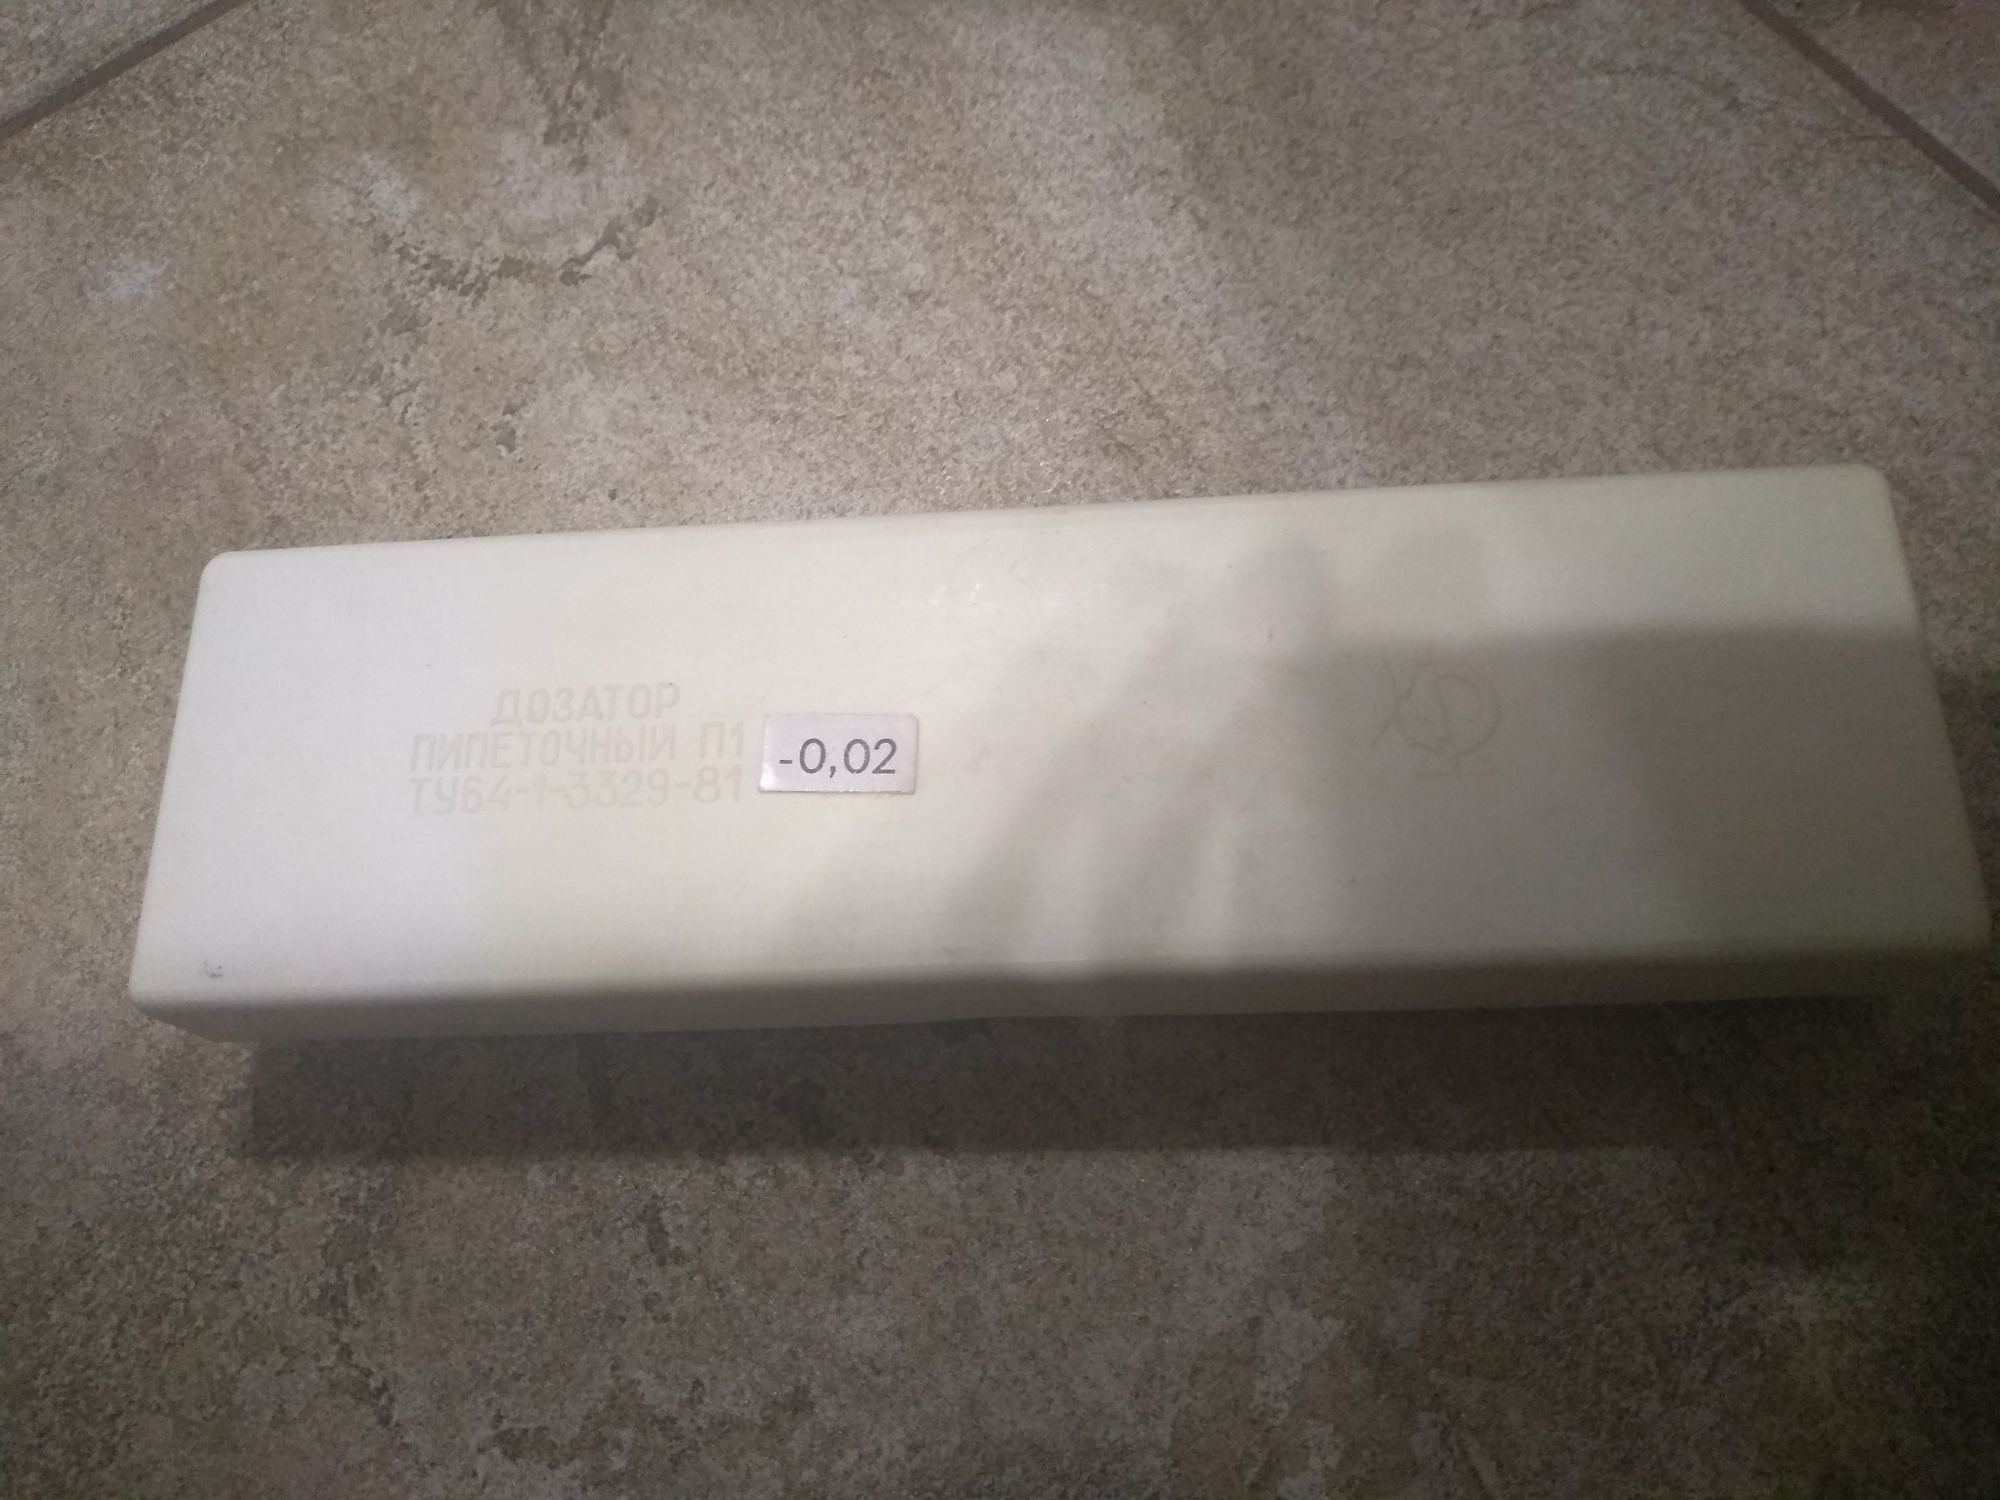 ДОЗАТОР
ПИПЕТОЧНЫЙ П1 -0,02
ТУ64-1-3329-81